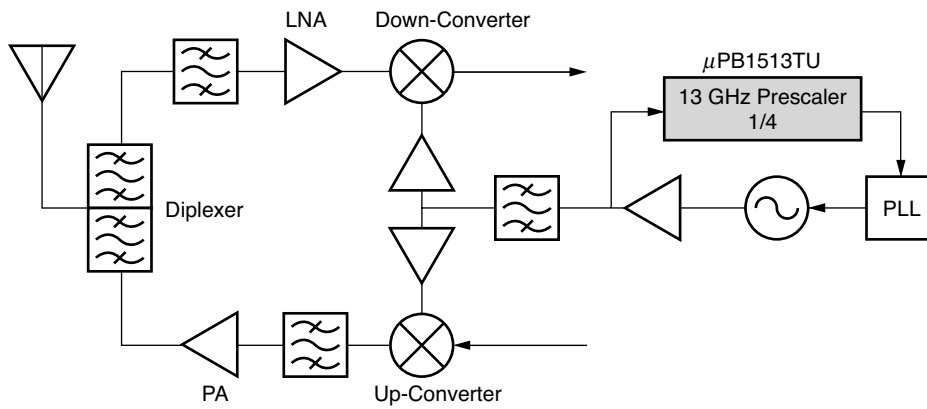 LNA
Down-Converter
μPB1513TU
13 GHz Prescaler
1/4
Diplexer
PLL
PA
Up-Converter